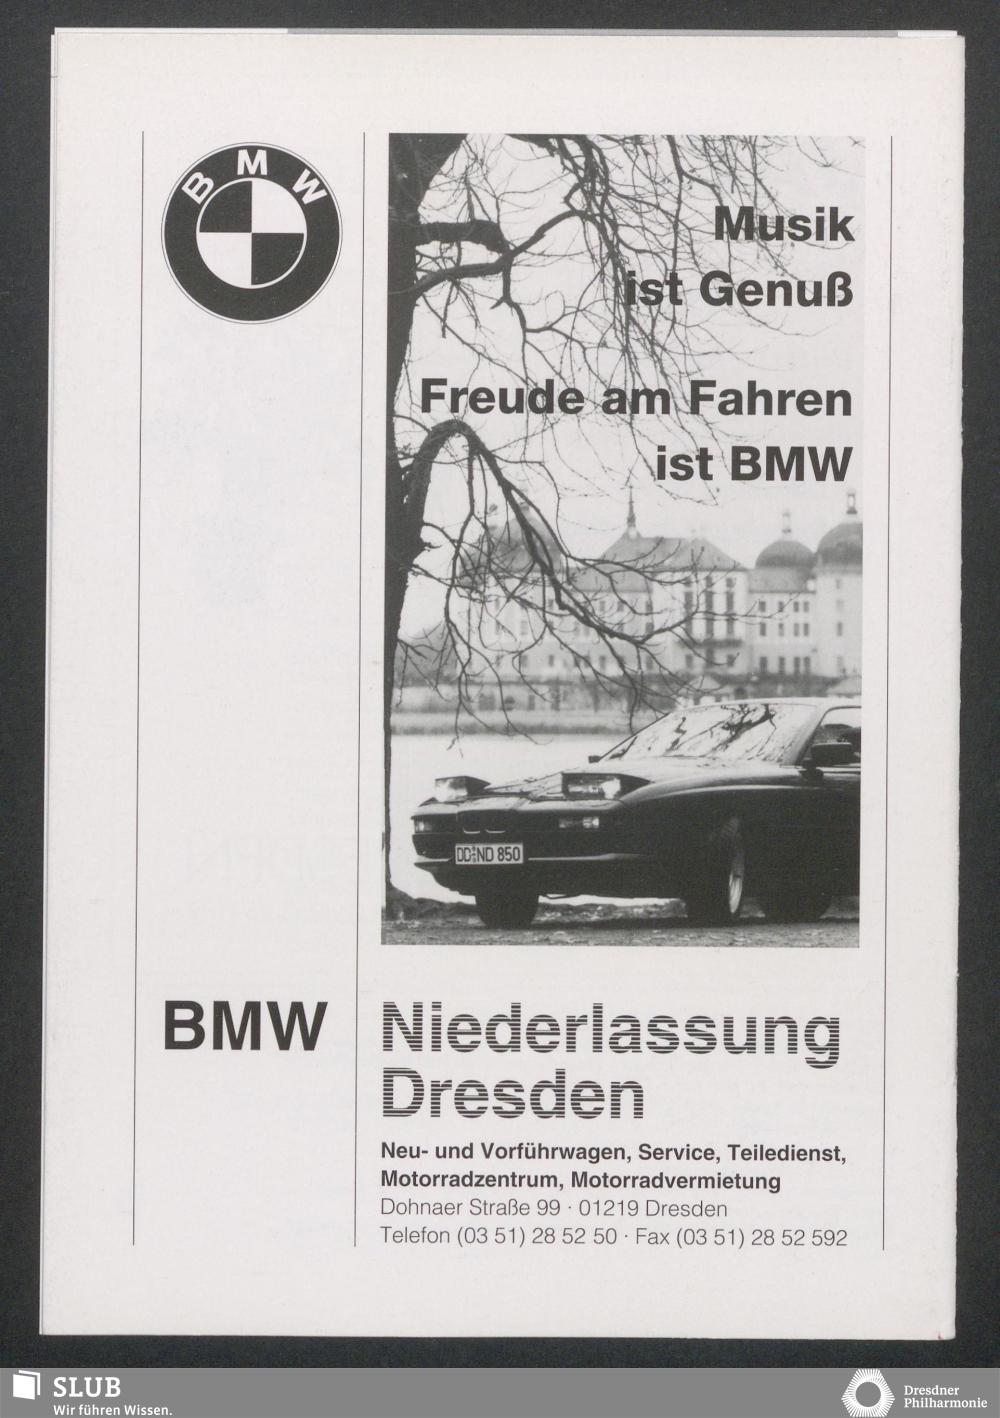 BMW
Musik
ist Genuß
Freude am Fahren
ist BMW
DD ND 850
BMW Niederlassung
Dresden
Neu- und Vorführwagen, Service, Teiledienst,
Motorradzentrum, Motorradvermietung
Dohnaer Straße 99 · 01219 Dresden
Telefon (03 51) 28 52 50 · Fax (03 51) 28 52 592
SLUB
Wir führen Wissen.
Dresdner
Philharmonie